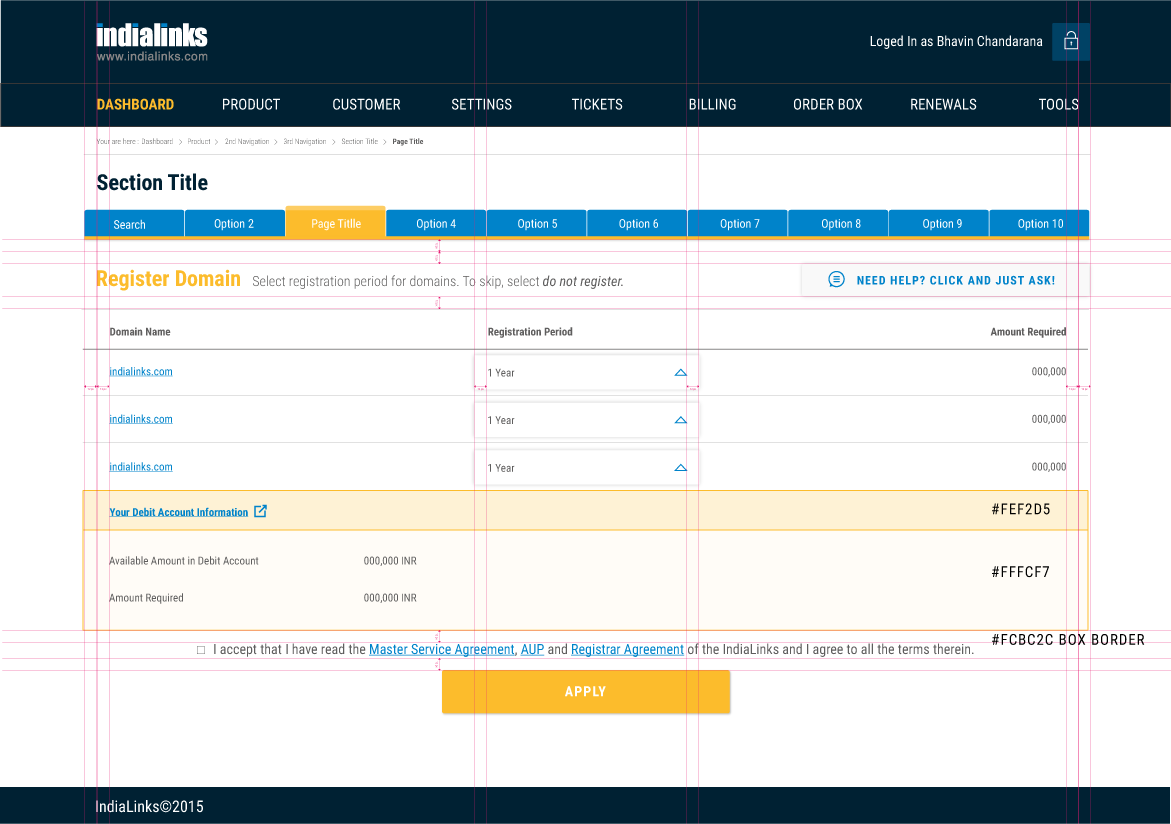 indialinks
www.indialinks.com
Loged In as Bhavin Chandarana
DASHBOARD PRODUCT CUSTOMER SETTINGS TICKETS BILLING ORDER BOX RENEWALS TOOLS
Your are here : Dashboard > Product > 2nd Navigation > 3rd Navigation > Section Title > Page Title
Section Title
Search Option 2 Page Titlle Option 4 Option 5 Option 6 Option 7 Option 8 Option 9 Option 10
Register Domain Select registration period for domains. To skip, select do not register.
NEED HELP? CLICK AND JUST ASK!
Domain Name Registration Period Amount Required
indialinks.com 1 Year 000,000
indialinks.com 1 Year 000,000
indialinks.com 1 Year 000,000
Your Debit Account Information #FEF2D5
Available Amount in Debit Account 000,000 INR
#FFFCF7
Amount Required 000,000 INR
#FCBC2C BOX BORDER
I accept that I have read the Master Service Agreement, AUP and Registrar Agreement of the IndiaLinks and I agree to all the terms therein.
APPLY
IndiaLinks©2015